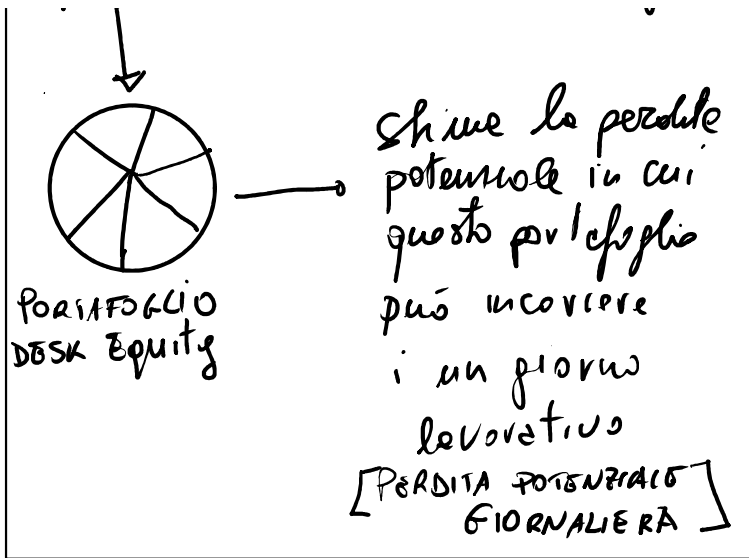 PORTAFOGLIO
DESK Equity
Stime la perdite
potenziale in cui
questo portafoglio
può incorrere
i un giorno
lavorativo
[PERDITA POTENZIALE
GIORNALIERA]